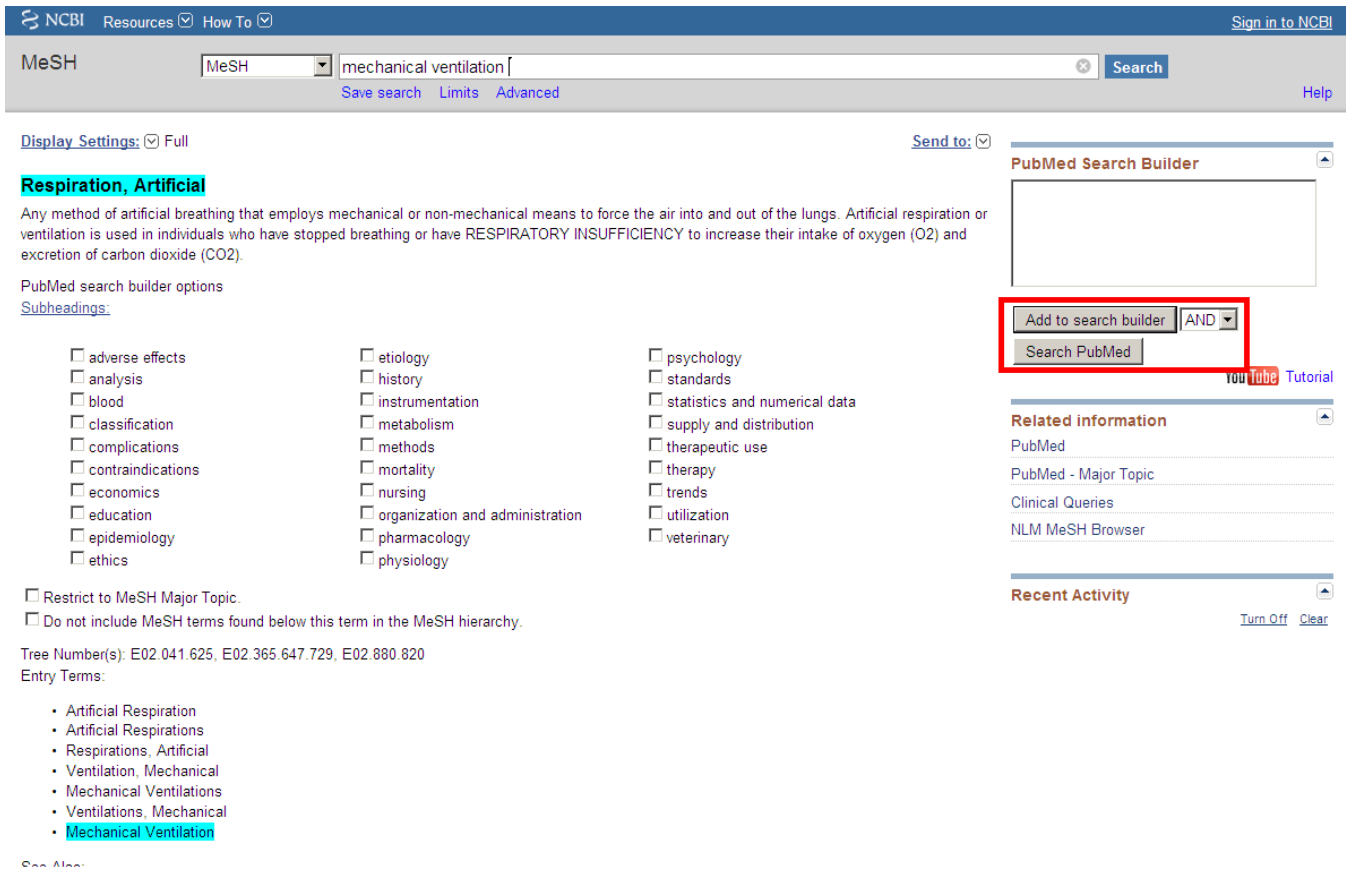 NCBI Resources How To Sign in to NCBI
MeSH MeSH mechanical ventilation Search
Save search Limits Advanced Help
Display Settings: Full Send to:
Respiration, Artificial
Any method of artificial breathing that employs mechanical or non-mechanical means to force the air into and out of the lungs. Artificial respiration or
ventilation is used in individuals who have stopped breathing or have RESPIRATORY INSUFFICIENCY to increase their intake of oxygen (O2) and
excretion of carbon dioxide (CO2).
PubMed search builder options
Subheadings:
adverse effects
analysis
blood
classification
complications
contraindications
economics
education
epidemiology
ethics
etiology
history
instrumentation
metabolism
methods
mortality
nursing
organization and administration
pharmacology
physiology
psychology
standards
statistics and numerical data
supply and distribution
therapeutic use
therapy
trends
utilization
veterinary
Restrict to MeSH Major Topic.
Do not include MeSH terms found below this term in the MeSH hierarchy.
Tree Number(s): E02.041.625, E02.365.647.729, E02.880.820
Entry Terms:
• Artificial Respiration
• Artificial Respirations
• Respirations, Artificial
• Ventilation, Mechanical
• Mechanical Ventilations
• Ventilations, Mechanical
• Mechanical Ventilation
See Also:
PubMed Search Builder
Add to search builder AND
Search PubMed
YouTube Tutorial
Related information
PubMed
PubMed - Major Topic
Clinical Queries
NLM MeSH Browser
Recent Activity
Turn Off Clear